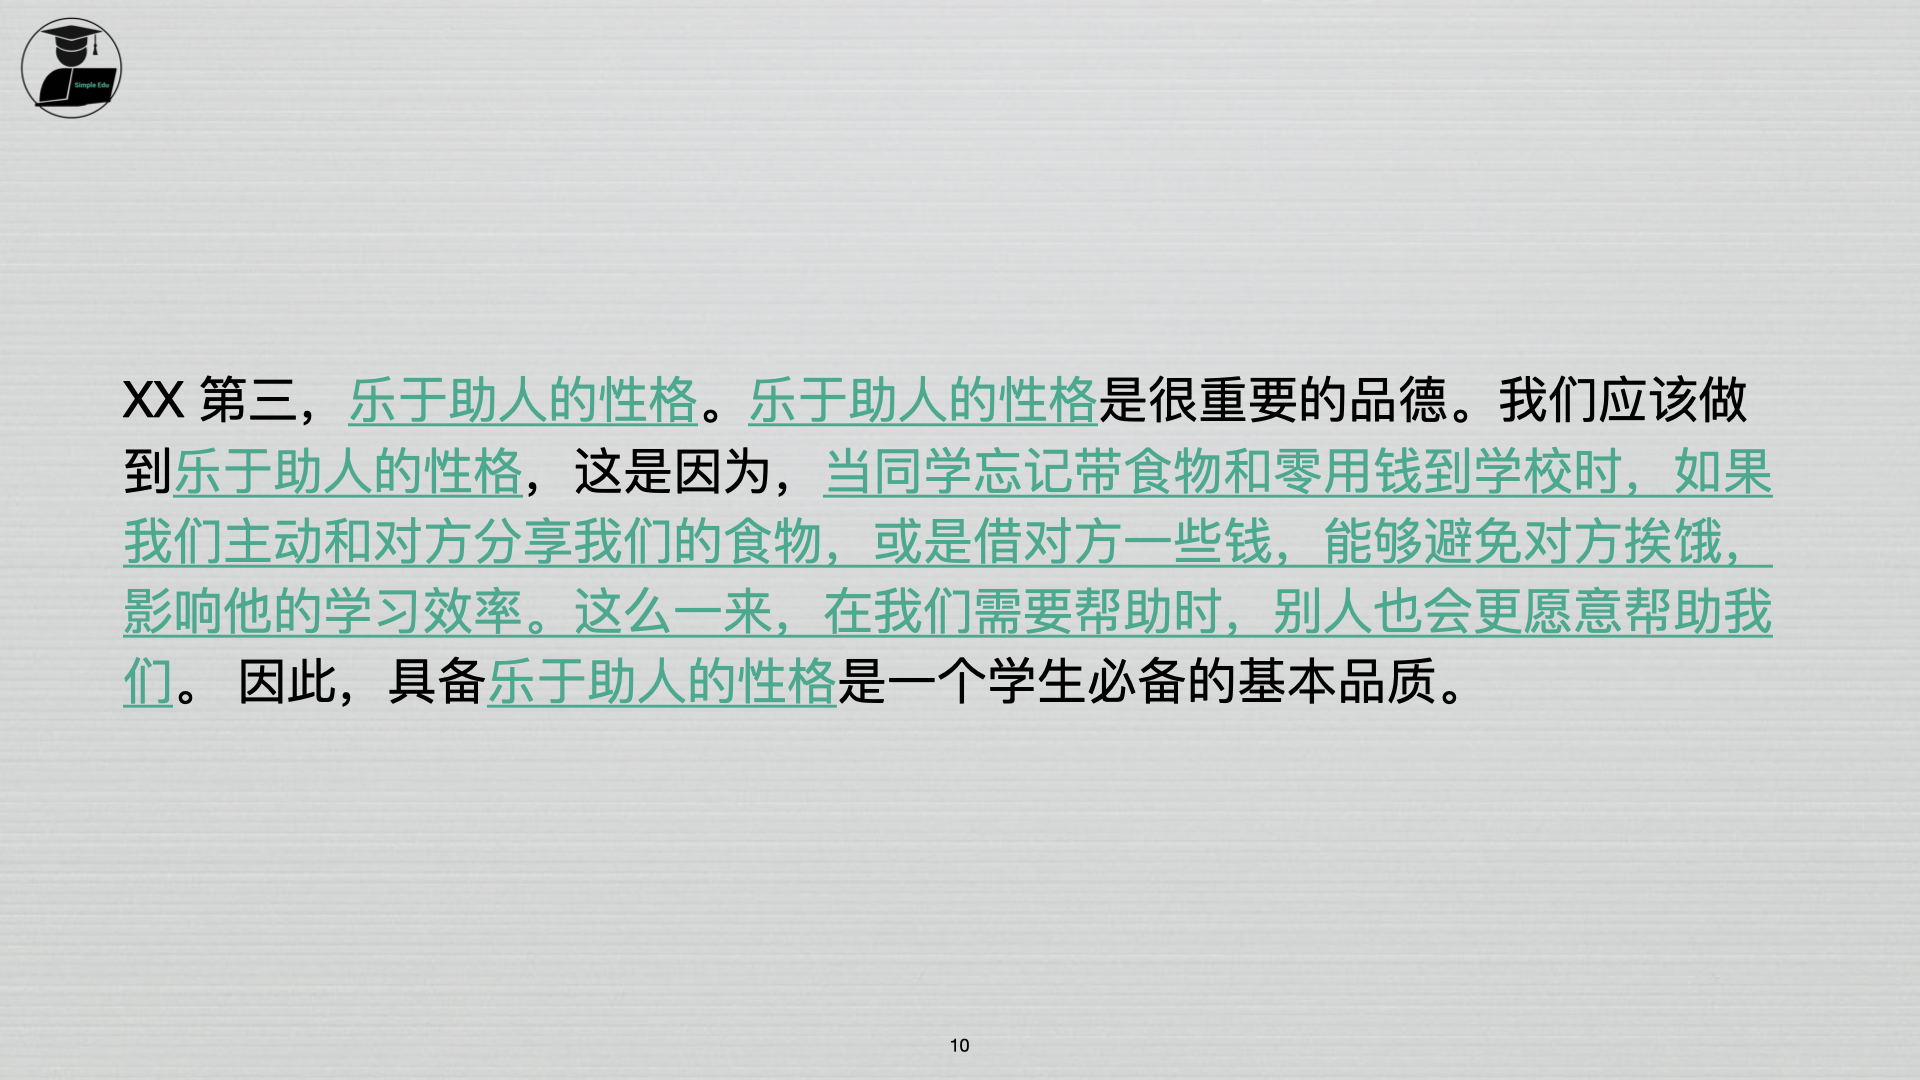 Simple Edu
XX 第三，乐于助人的性格。乐于助人的性格是很重要的品德。我们应该做
到乐于助人的性格，这是因为，当同学忘记带食物和零用钱到学校时，如果
我们主动和对方分享我们的食物，或是借对方一些钱，能够避免对方挨饿，
影响他的学习效率。这么一来，在我们需要帮助时，别人也会更愿意帮助我
们。 因此，具备乐于助人的性格是一个学生必备的基本品质。
10